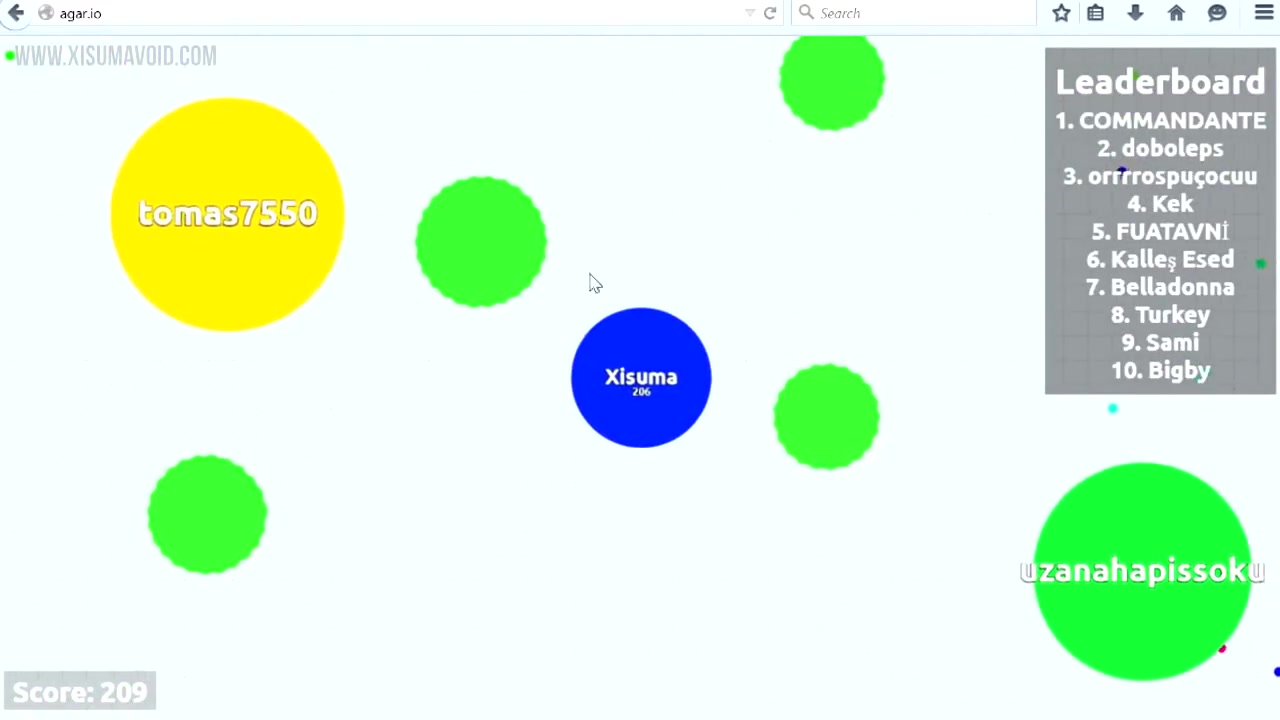 agar.io
Search
WWW.XISUMAVOID.COM
Leaderboard
1. COMMANDANTE
2. doboleps
3. orrrrospuçocuu
4. Kek
5. FUATAVNİ
6. Kalleş Esed
7. Belladonna
8. Turkey
9. Sami
10. Bigby
tomas7550
Xisuma
206
uzanahapissoku
Score: 209